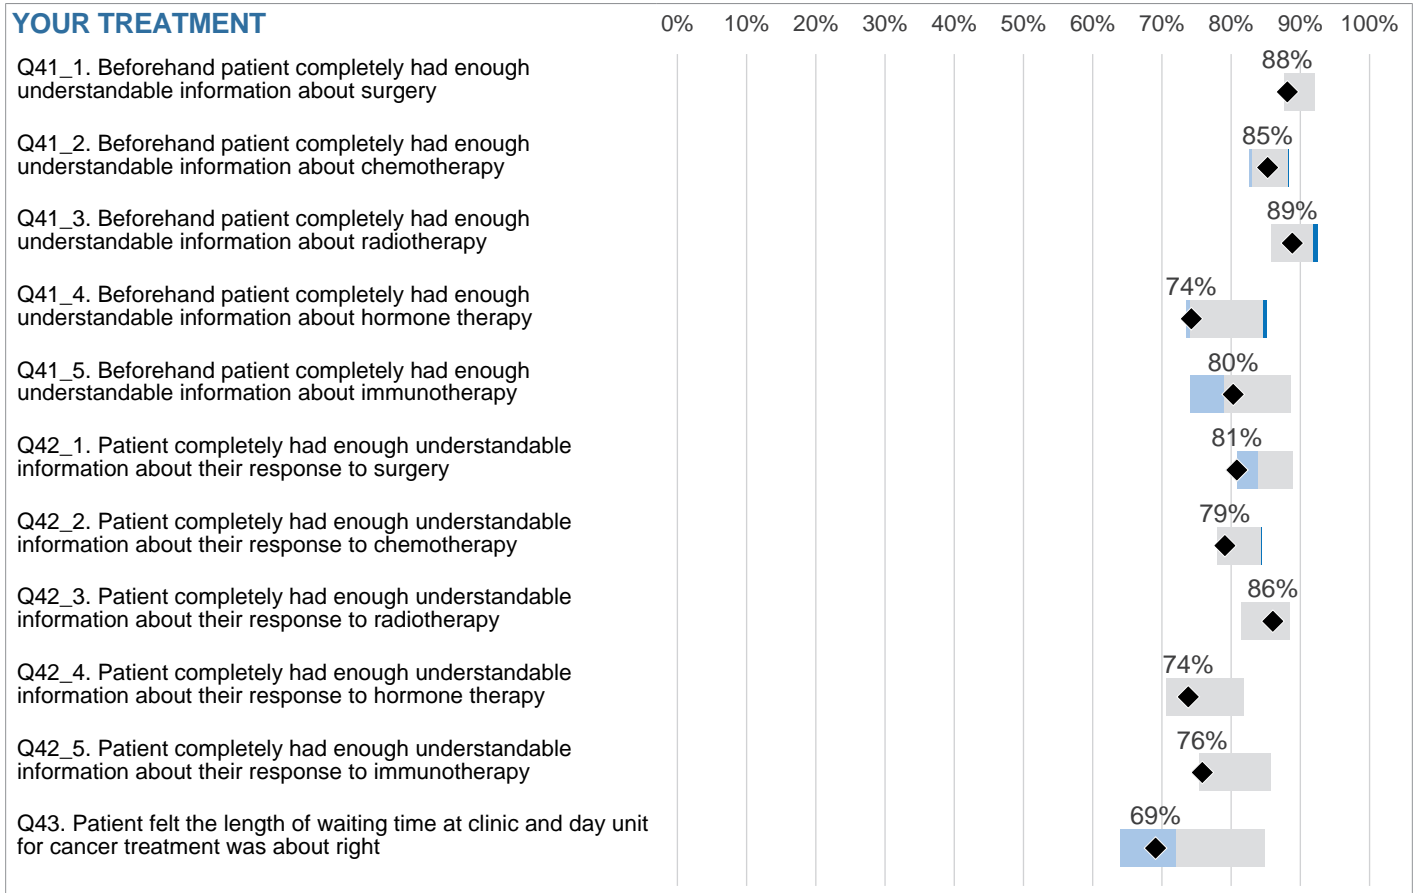 YOUR TREATMENT
0% 10% 20% 30% 40% 50% 60% 70% 80% 90% 100%
Q41_1. Beforehand patient completely had enough
understandable information about surgery
88%
Q41_2. Beforehand patient completely had enough
understandable information about chemotherapy
85%
Q41_3. Beforehand patient completely had enough
understandable information about radiotherapy
89%
Q41_4. Beforehand patient completely had enough
understandable information about hormone therapy
74%
Q41_5. Beforehand patient completely had enough
understandable information about immunotherapy
80%
Q42_1. Patient completely had enough understandable
information about their response to surgery
81%
Q42_2. Patient completely had enough understandable
information about their response to chemotherapy
79%
Q42_3. Patient completely had enough understandable
information about their response to radiotherapy
86%
Q42_4. Patient completely had enough understandable
information about their response to hormone therapy
74%
Q42_5. Patient completely had enough understandable
information about their response to immunotherapy
76%
Q43. Patient felt the length of waiting time at clinic and day unit
for cancer treatment was about right
69%